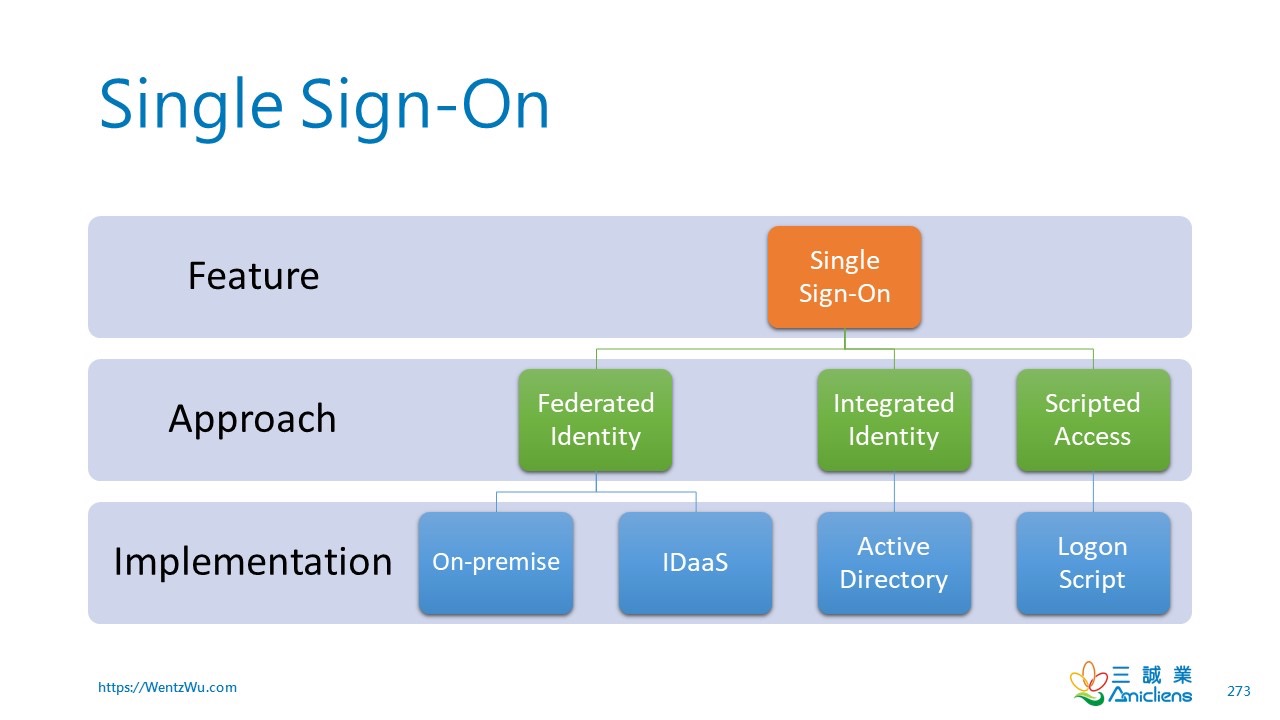 Single Sign-On
Feature
Single
Sign-On
Approach
Federated
Identity
Integrated
Identity
Scripted
Access
Implementation
On-premise
IDaaS
Active
Directory
Logon
Script
https://WentzWu.com
三誠業
Amicliens
273